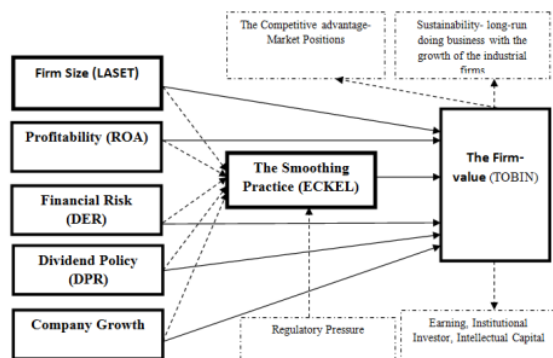 The Competitive advantage-
Market Positions
Sustainability- long-run
doing business with the
growth of the industrial
firms
Firm Size (LASET)
Profitability (ROA)
Financial Risk
(DER)
Dividend Policy
(DPR)
Company Growth
The Smoothing
Practice (ECKEL)
The Firm-
value (TOBIN)
Regulatory Pressure
Earning, Institutional
Investor, Intellectual Capital